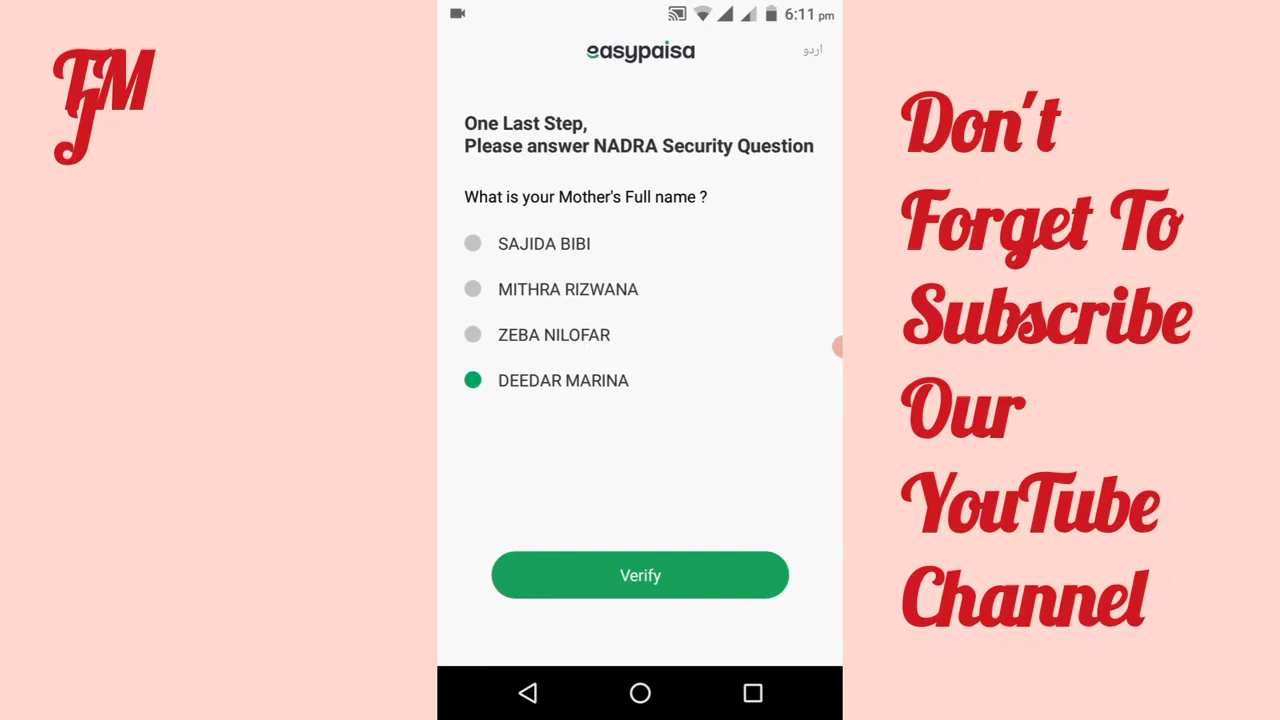 TM
J
6:11 pm
easypaisa
اردو
One Last Step,
Please answer NADRA Security Question
What is your Mother's Full name ?
SAJIDA BIBI
MITHRA RIZWANA
ZEBA NILOFAR
DEEDAR MARINA
Verify
Don't
Forget To
Subscribe
Our
YouTube
Channel